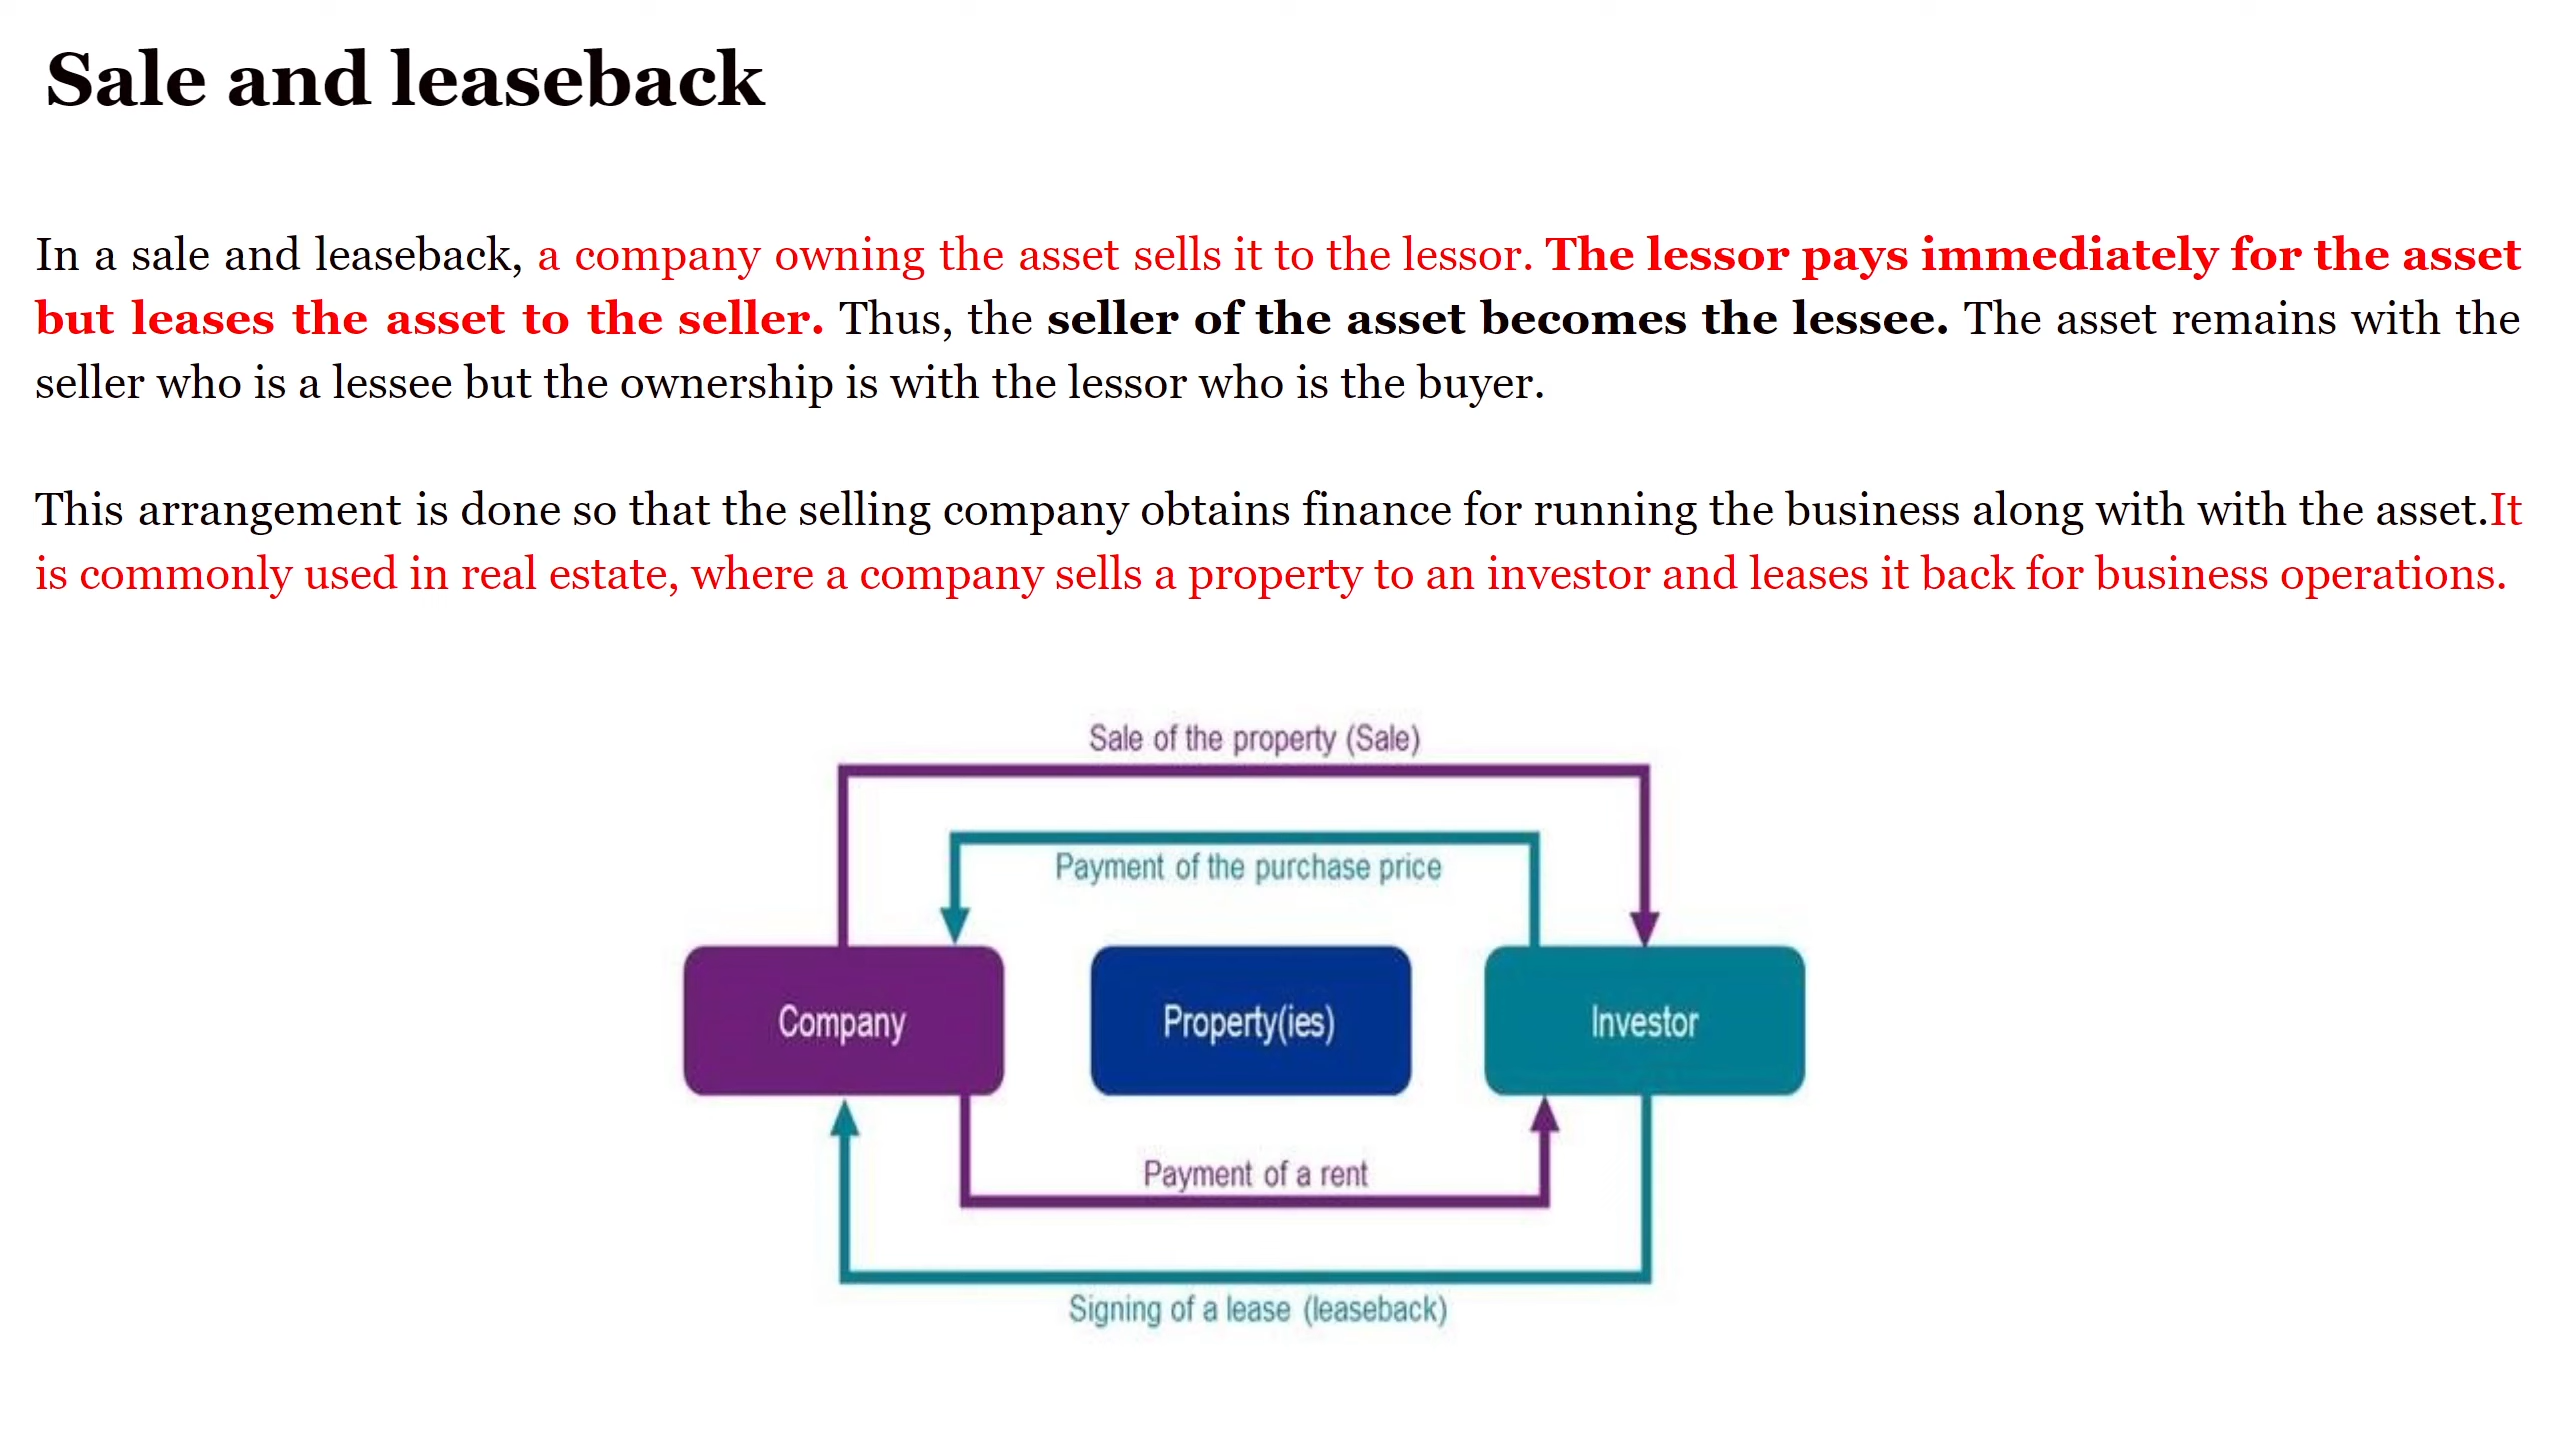 Sale and leaseback
In a sale and leaseback, a company owning the asset sells it to the lessor. The lessor pays immediately for the asset
but leases the asset to the seller. Thus, the seller of the asset becomes the lessee. The asset remains with the
seller who is a lessee but the ownership is with the lessor who is the buyer.
This arrangement is done so that the selling company obtains finance for running the business along with with the asset.It
is commonly used in real estate, where a company sells a property to an investor and leases it back for business operations.
Sale of the property (Sale)
Payment of the purchase price
Company
Property(ies)
Investor
Payment of a rent
Signing of a lease (leaseback)